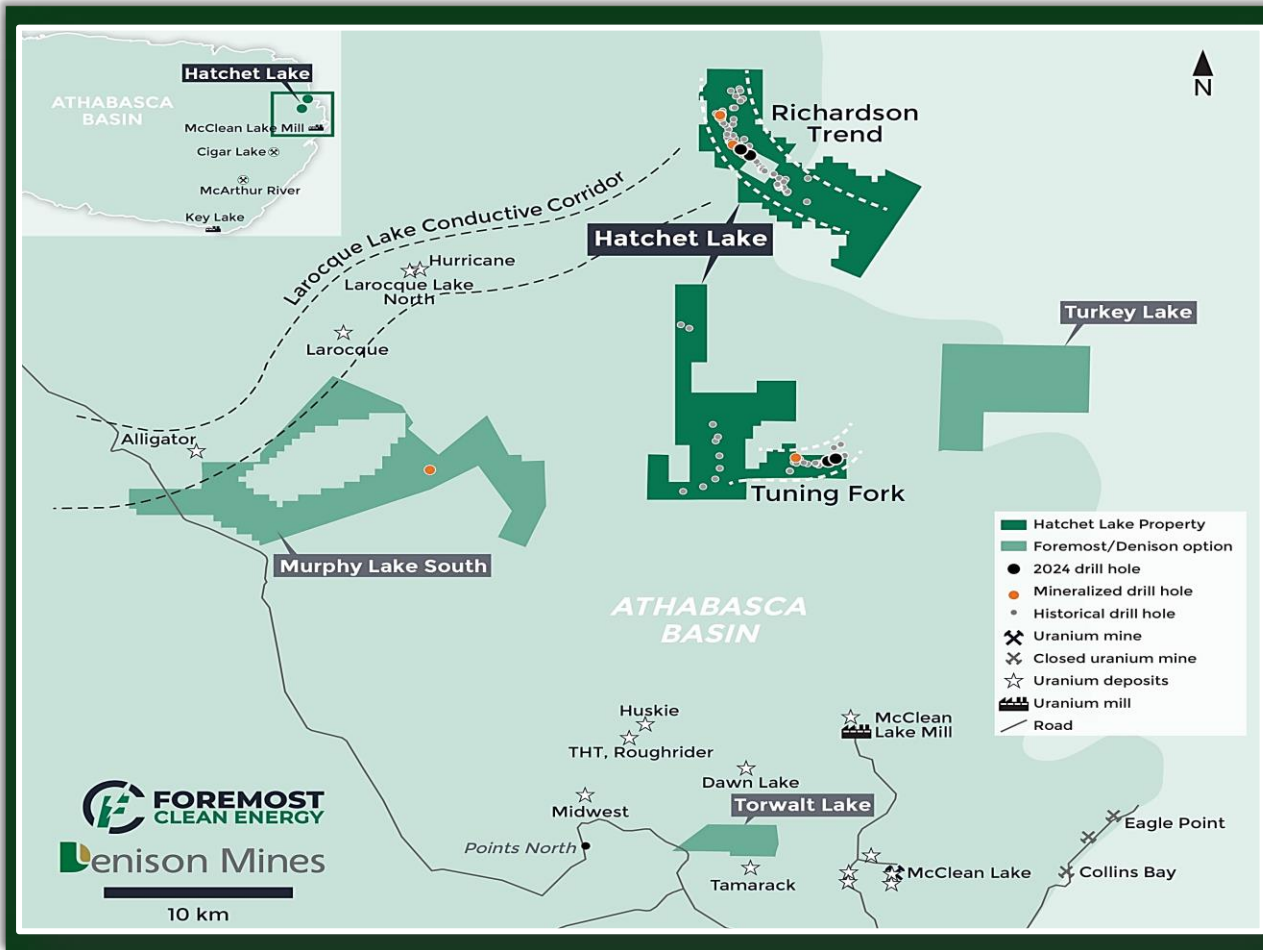 Hatchet Lake
ATHABASCA
BASIN
McClean Lake Mill
Cigar Lake
McArthur River
Key Lake
N
Richardson
Trend
Larocque Lake Conductive Corridor
Hatchet Lake
Hurricane
Larocque Lake
North
Larocque
Turkey Lake
Alligator
Tuning Fork
Murphy Lake South
Hatchet Lake Property
Foremost/Denison option
2024 drill hole
Mineralized drill hole
Historical drill hole
Uranium mine
Closed uranium mine
Uranium deposits
Uranium mill
Road
ATHABASCA
BASIN
Huskie
THT, Roughrider
McClean
Lake Mill
Dawn Lake
Midwest
Torwalt Lake
Points North
Tamarack
McClean Lake
Eagle Point
Collins Bay
FOREMOST
CLEAN ENERGY
Denison Mines
10 km